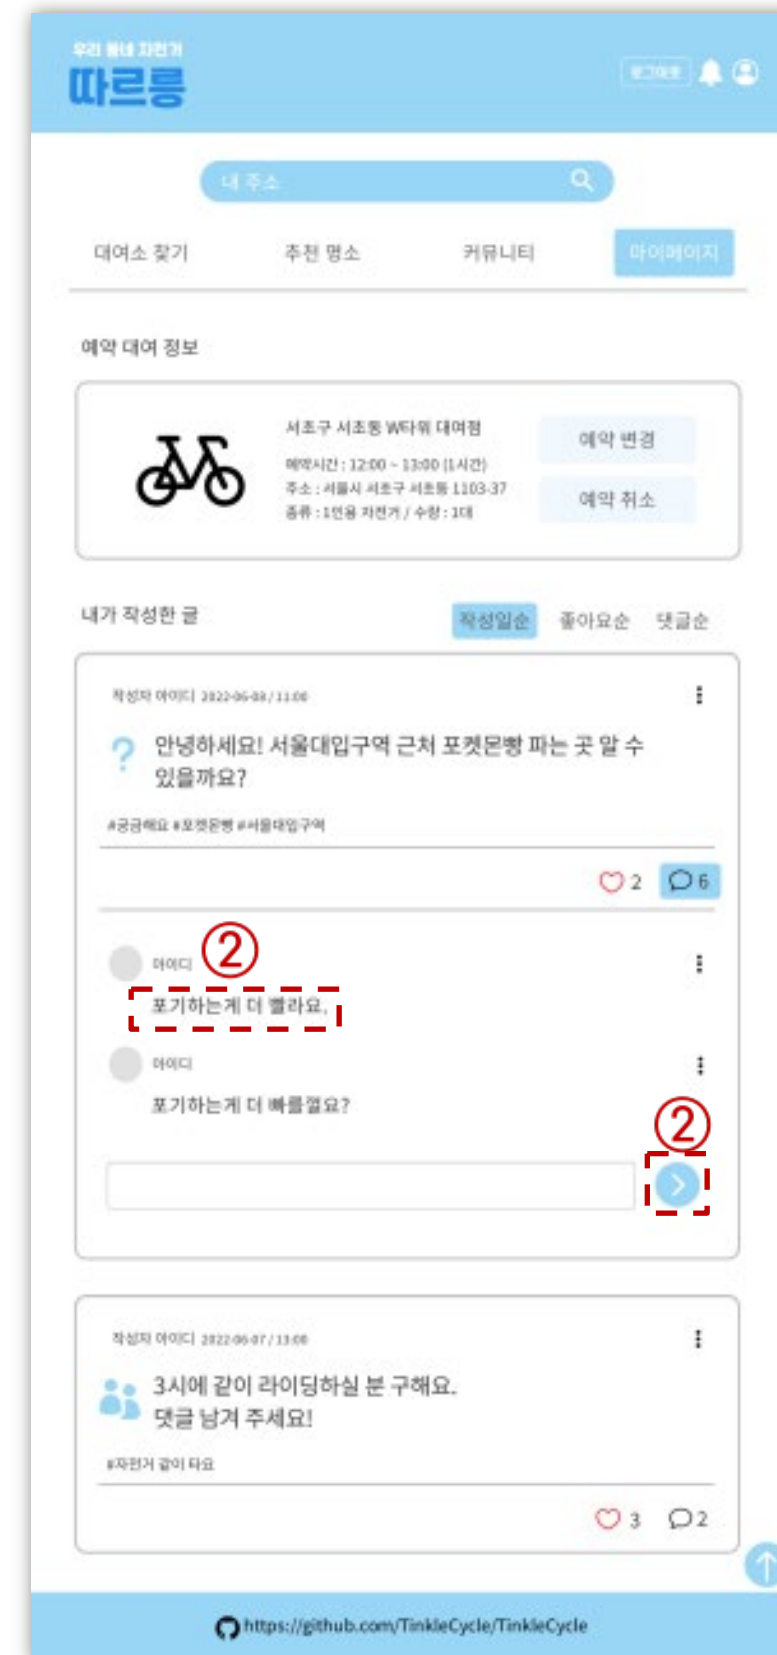 우리 동네 자전거
따르릉
로그아웃
내 주소
대여소 찾기 추천 명소 커뮤니티 마이페이지
예약 대여 정보
서초구 서초동 W타워 대여점
예약시간 : 12:00 ~ 13:00 (1시간)
주소 : 서울시 서초구 서초동 1103-37
종류 : 1인용 자전거 / 수량 : 1대
예약 변경
예약 취소
내가 작성한 글
작성일순 좋아요순 댓글순
작성자 아이디 2022-06-08 / 11:00
? 안녕하세요! 서울대입구역 근처 포켓몬빵 파는 곳 알 수
있을까요?
#궁금해요 #포켓몬빵 #서울대입구역
2 6
아이디 ②
포기하는게 더 빨라요.
아이디
포기하는게 더 빠를껄요?
②
작성자 아이디 2022-06-07 / 13:00
3시에 같이 라이딩하실 분 구해요.
댓글 남겨 주세요!
#자전거 같이 타요
3 2
https://github.com/TinkleCycle/TinkleCycle